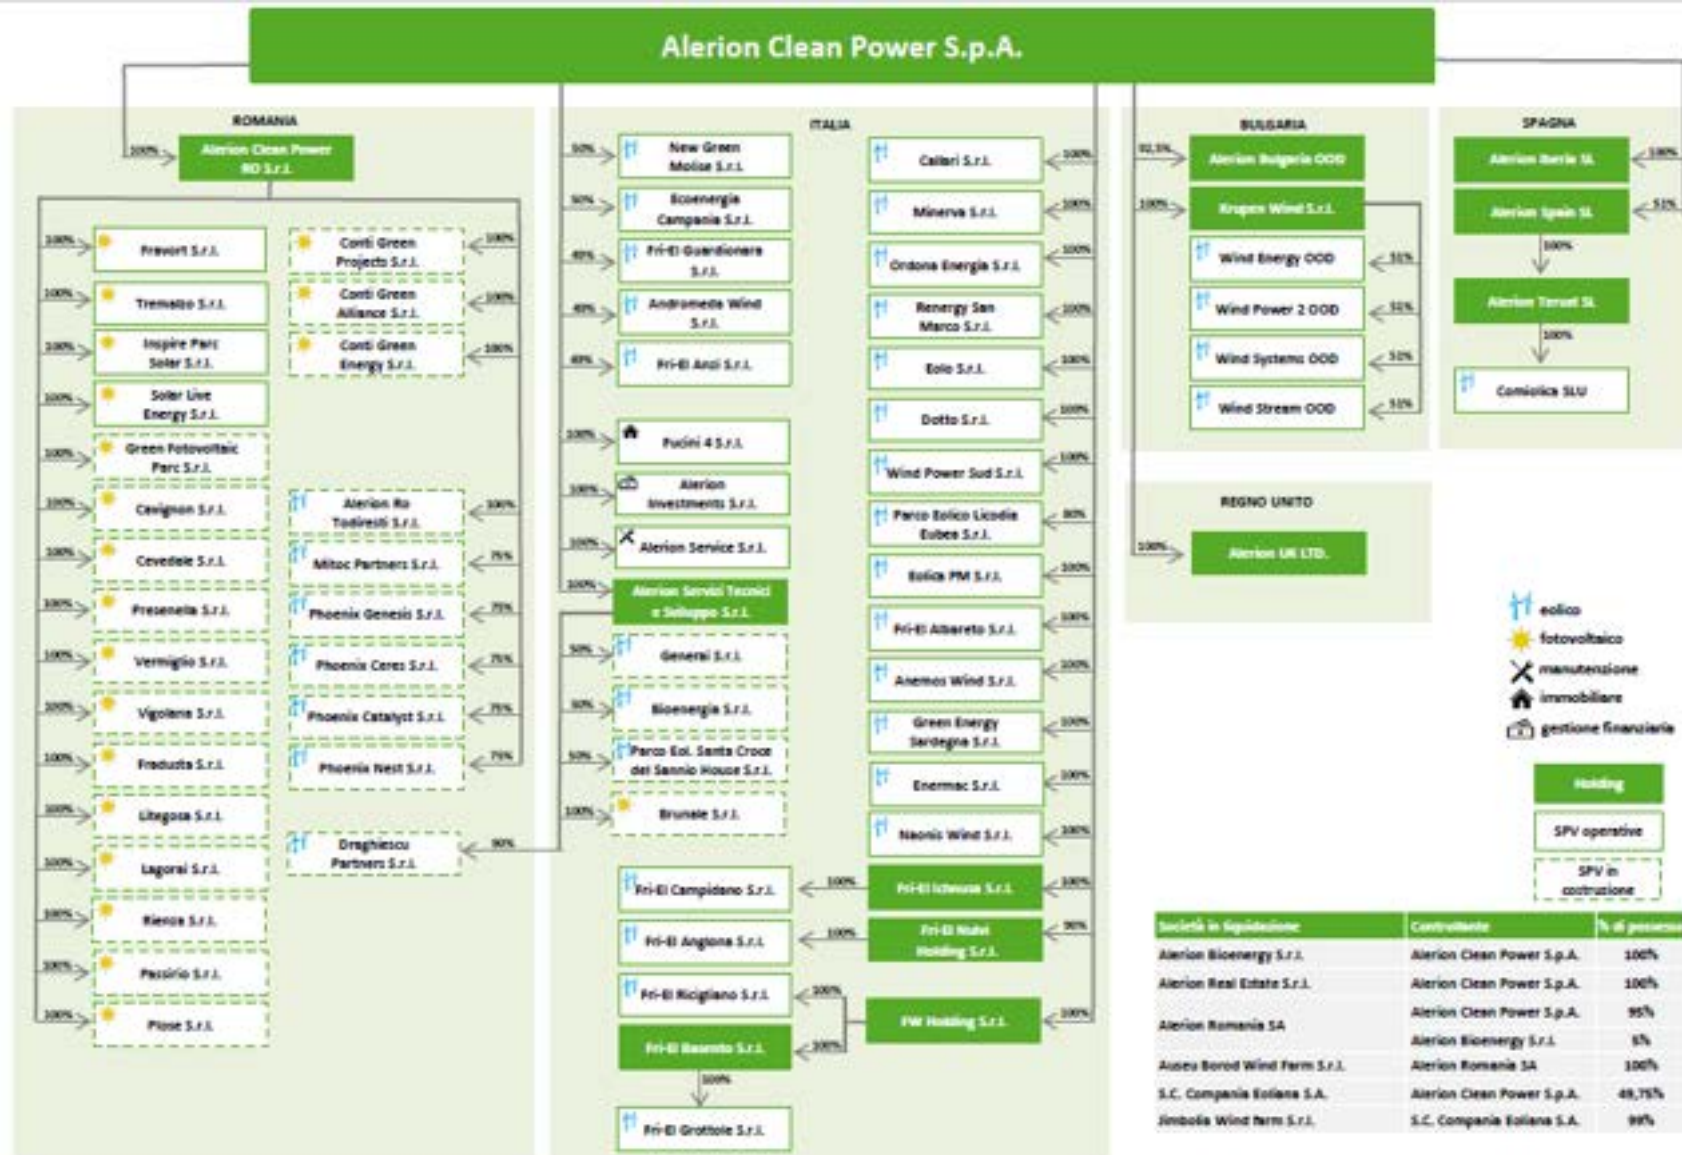 Alerion Clean Power S.p.A.
ROMANIA
100%
Alerion Clean Power
RO S.r.l.
100%
Fravort S.r.l.
100%
Tremalzo S.r.l.
100%
Inspire Parc
Solar S.r.l.
100%
Solar Live
Energy S.r.l.
100%
Green Fotovoltaic
Parc S.r.l.
100%
Cavignon S.r.l.
100%
Cevedale S.r.l.
100%
Presenella S.r.l.
100%
Vermiglio S.r.l.
100%
Vigolana S.r.l.
100%
Fradusta S.r.l.
100%
Litegosa S.r.l.
100%
Lagorai S.r.l.
100%
Rienza S.r.l.
100%
Passirio S.r.l.
100%
Plose S.r.l.
Conti Green
Projects S.r.l.
100%
Conti Green
Alliance S.r.l.
100%
Conti Green
Energy S.r.l.
100%
Alerion Ro
Todiresti S.r.l.
100%
Mitoc Partners S.r.l.
75%
Phoenix Genesis S.r.l.
75%
Phoenix Ceres S.r.l.
75%
Phoenix Catalyst S.r.l.
75%
Phoenix Nest S.r.l.
75%
Draghiescu
Partners S.r.l.
90%
ITALIA
50%
New Green
Molise S.r.l.
50%
Ecoenergia
Campania S.r.l.
Fri-El Guardionara
S.r.l.
Andromeda Wind
S.r.l.
Fri-El Anzi S.r.l.
100%
Fucini 4 S.r.l.
100%
Alerion
Investments S.r.l.
100%
Alerion Service S.r.l.
100%
Alerion Servizi Tecnici
e Sviluppo S.r.l.
50%
Generai S.r.l.
50%
Bioenergia S.r.l.
50%
Parco Eol. Santa Croce
del Sannio House S.r.l.
100%
Brunale S.r.l.
Fri-El Campidano S.r.l.
100%
Fri-El Anglona S.r.l.
100%
Fri-El Ricigliano S.r.l.
100%
Fri-El Basento S.r.l.
100%
100%
Fri-El Grottole S.r.l.
Callari S.r.l.
100%
Minerva S.r.l.
100%
Ordona Energia S.r.l.
100%
Renergy San
Marco S.r.l.
100%
Eolo S.r.l.
100%
Dotto S.r.l.
100%
Wind Power Sud S.r.l.
100%
Parco Eolico Licodia
Eubea S.r.l.
80%
Eolica PM S.r.l.
100%
Fri-El Albareto S.r.l.
100%
Anemos Wind S.r.l.
100%
Green Energy
Sardegna S.r.l.
100%
Enermac S.r.l.
100%
Naonis Wind S.r.l.
100%
Fri-El Ichnusa S.r.l.
100%
Fri-El Nulvi
Holding S.r.l.
90%
FW Holding S.r.l.
100%
BULGARIA
92,5%
Alerion Bulgaria OOD
100%
Krupen Wind S.r.l.
Wind Energy OOD
51%
Wind Power 2 OOD
51%
Wind Systems OOD
51%
Wind Stream OOD
51%
SPAGNA
Alerion Iberia SL
100%
Alerion Spain SL
51%
100%
Alerion Teruel SL
100%
Comiolica SLU
REGNO UNITO
100%
Alerion UK LTD.
eolico
fotovoltaico
manutenzione
immobiliare
gestione finanziaria
Holding
SPV operative
SPV in
costruzione
Società in liquidazione Controllante % di possesso
Alerion Bioenergy S.r.l. Alerion Clean Power S.p.A. 100%
Alerion Real Estate S.r.l. Alerion Clean Power S.p.A. 100%
Alerion Romania SA Alerion Clean Power S.p.A. 95%
Alerion Bioenergy S.r.l. 5%
Auseu Borod Wind Farm S.r.l. Alerion Romania SA 100%
S.C. Compania Eoliana S.A. Alerion Clean Power S.p.A. 49,75%
Jimbolia Wind farm S.r.l. S.C. Compania Eoliana S.A. 99%